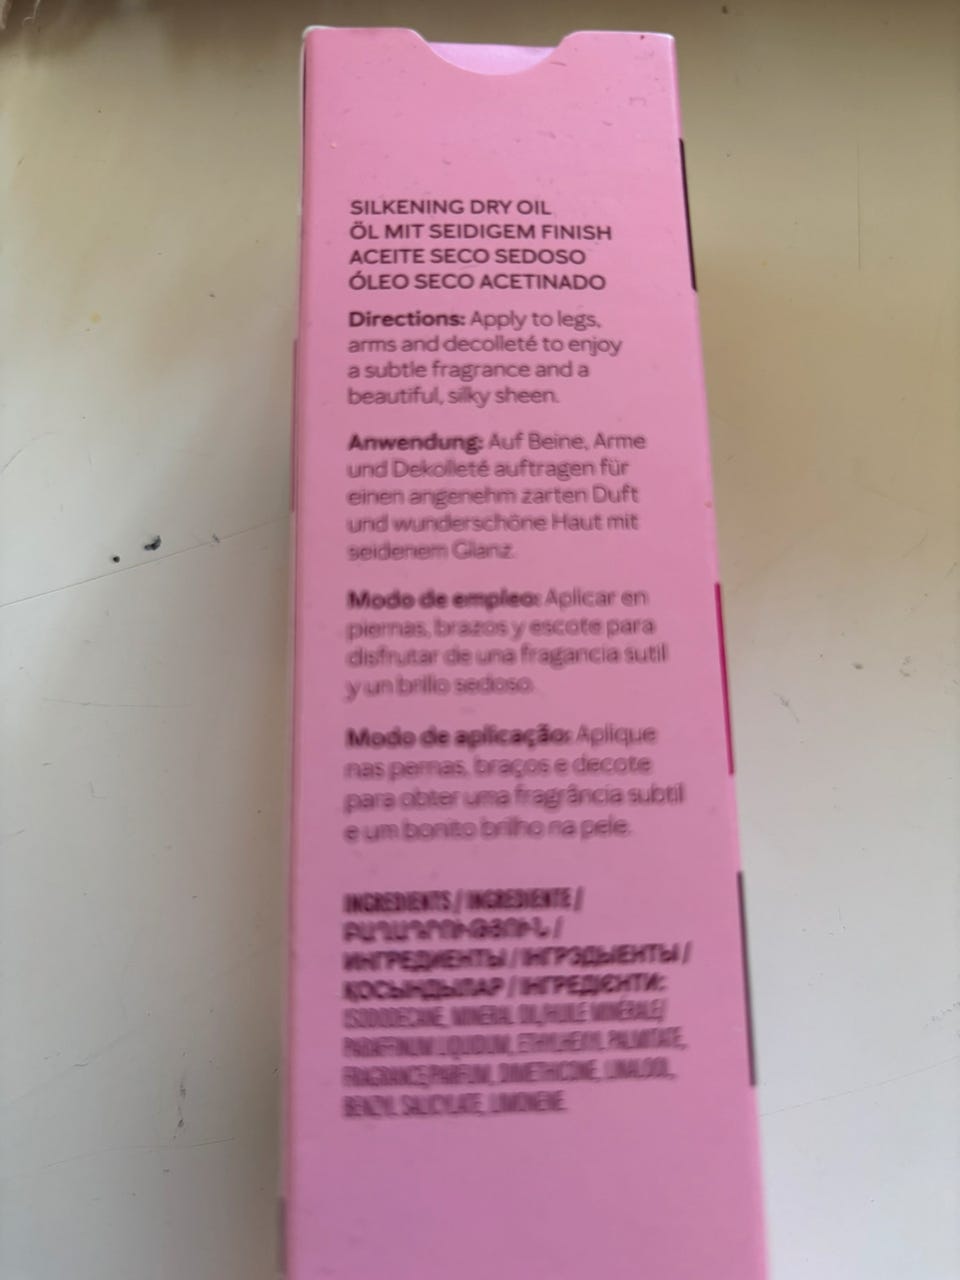 SILKENING DRY OIL
ÖL MIT SEIDIGEM FINISH
ACEITE SECO SEDOSO
ÓLEO SECO ACETINADO
Directions: Apply to legs,
arms and decolleté to enjoy
a subtle fragrance and a
beautiful, silky sheen.
Anwendung: Auf Beine, Arme
und Dekolleté auftragen für
einen angenehm zarten Duft
und wunderschöne Haut mit
seidenem Glanz.
Modo de empleo: Aplicar en
piernas, brazos y escote para
disfrutar de una fragancia sutil
y un brillo sedoso.
Modo de aplicação: Aplique
nas pernas, braços e decote
para obter uma fragrância subtil
e um bonito brilho na pele.
INGREDIENTS / INGREDIENTE /
ԲԱՂԱԴՐՈՒԹՅՈՒՆ /
ИНГРЕДИЕНТЫ / ІНГРЭДЫЕНТЫ /
ҚОСЫНДЫЛАР / ІНГРЕДІЄНТИ:
ISODODECANE, MINERAL OIL/HUILE MINÉRALE/
PARAFFINUM LIQUIDUM, ETHYLHEXYL PALMITATE,
FRAGRANCE/PARFUM, DIMETHICONE, LINALOOL,
BENZYL SALICYLATE, LIMONENE.